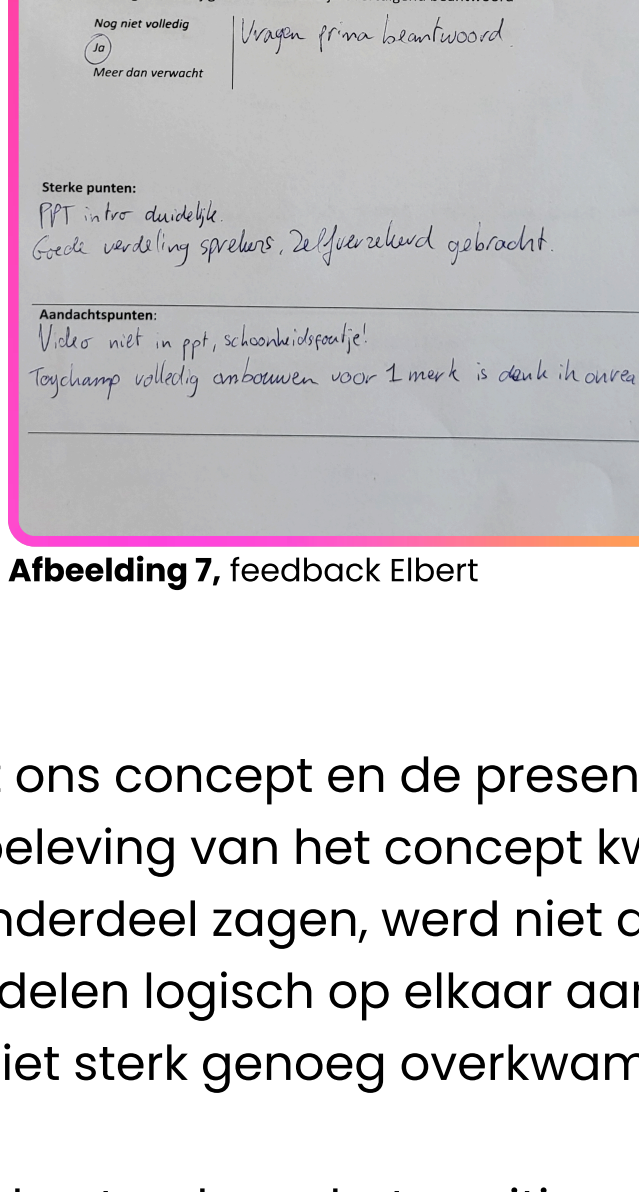 Nog niet volledig
Ja
Meer dan verwacht
Vragen prima beantwoord.
Sterke punten:
PPT intro duidelijk.
Goede verdeling sprekers, Zelfverzekerd gebracht.
Aandachtspunten:
Video niet in ppt, schoonheidsfoutje!
Toychamp volledig ombouwen voor 1 merk is denk ik onrea
Afbeelding 7, feedback Elbert
ons concept en de presen
beleving van het concept kw
nderdeel zagen, werd niet
delen logisch op elkaar aan
iet sterk genoeg overkwam